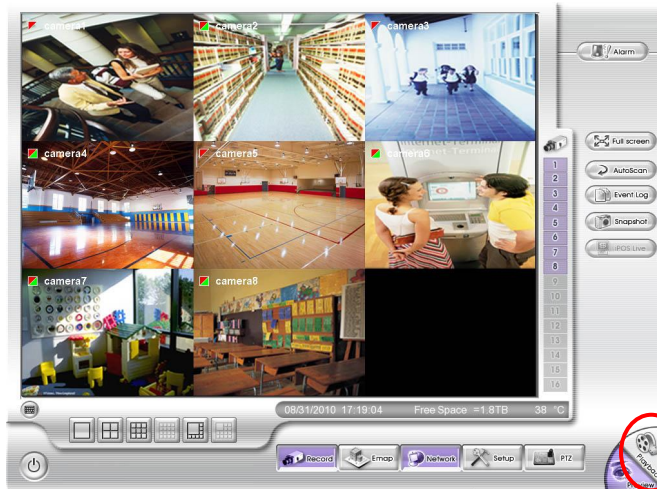 camera1
camera2
camera3
Alarm
Full screen
camera4
camera5
camera6
Internet-Terminal
1
AutoScan
2
3
Event Log
4
5
Snapshot
6
7
POS Live
8
camera7
camera8
9
10
11
12
13
14
15
16
08/31/2010 17:19:04 Free Space =1.8TB 38 °C
Record
Emap
Network
Setup
PTZ
Playback
Preview